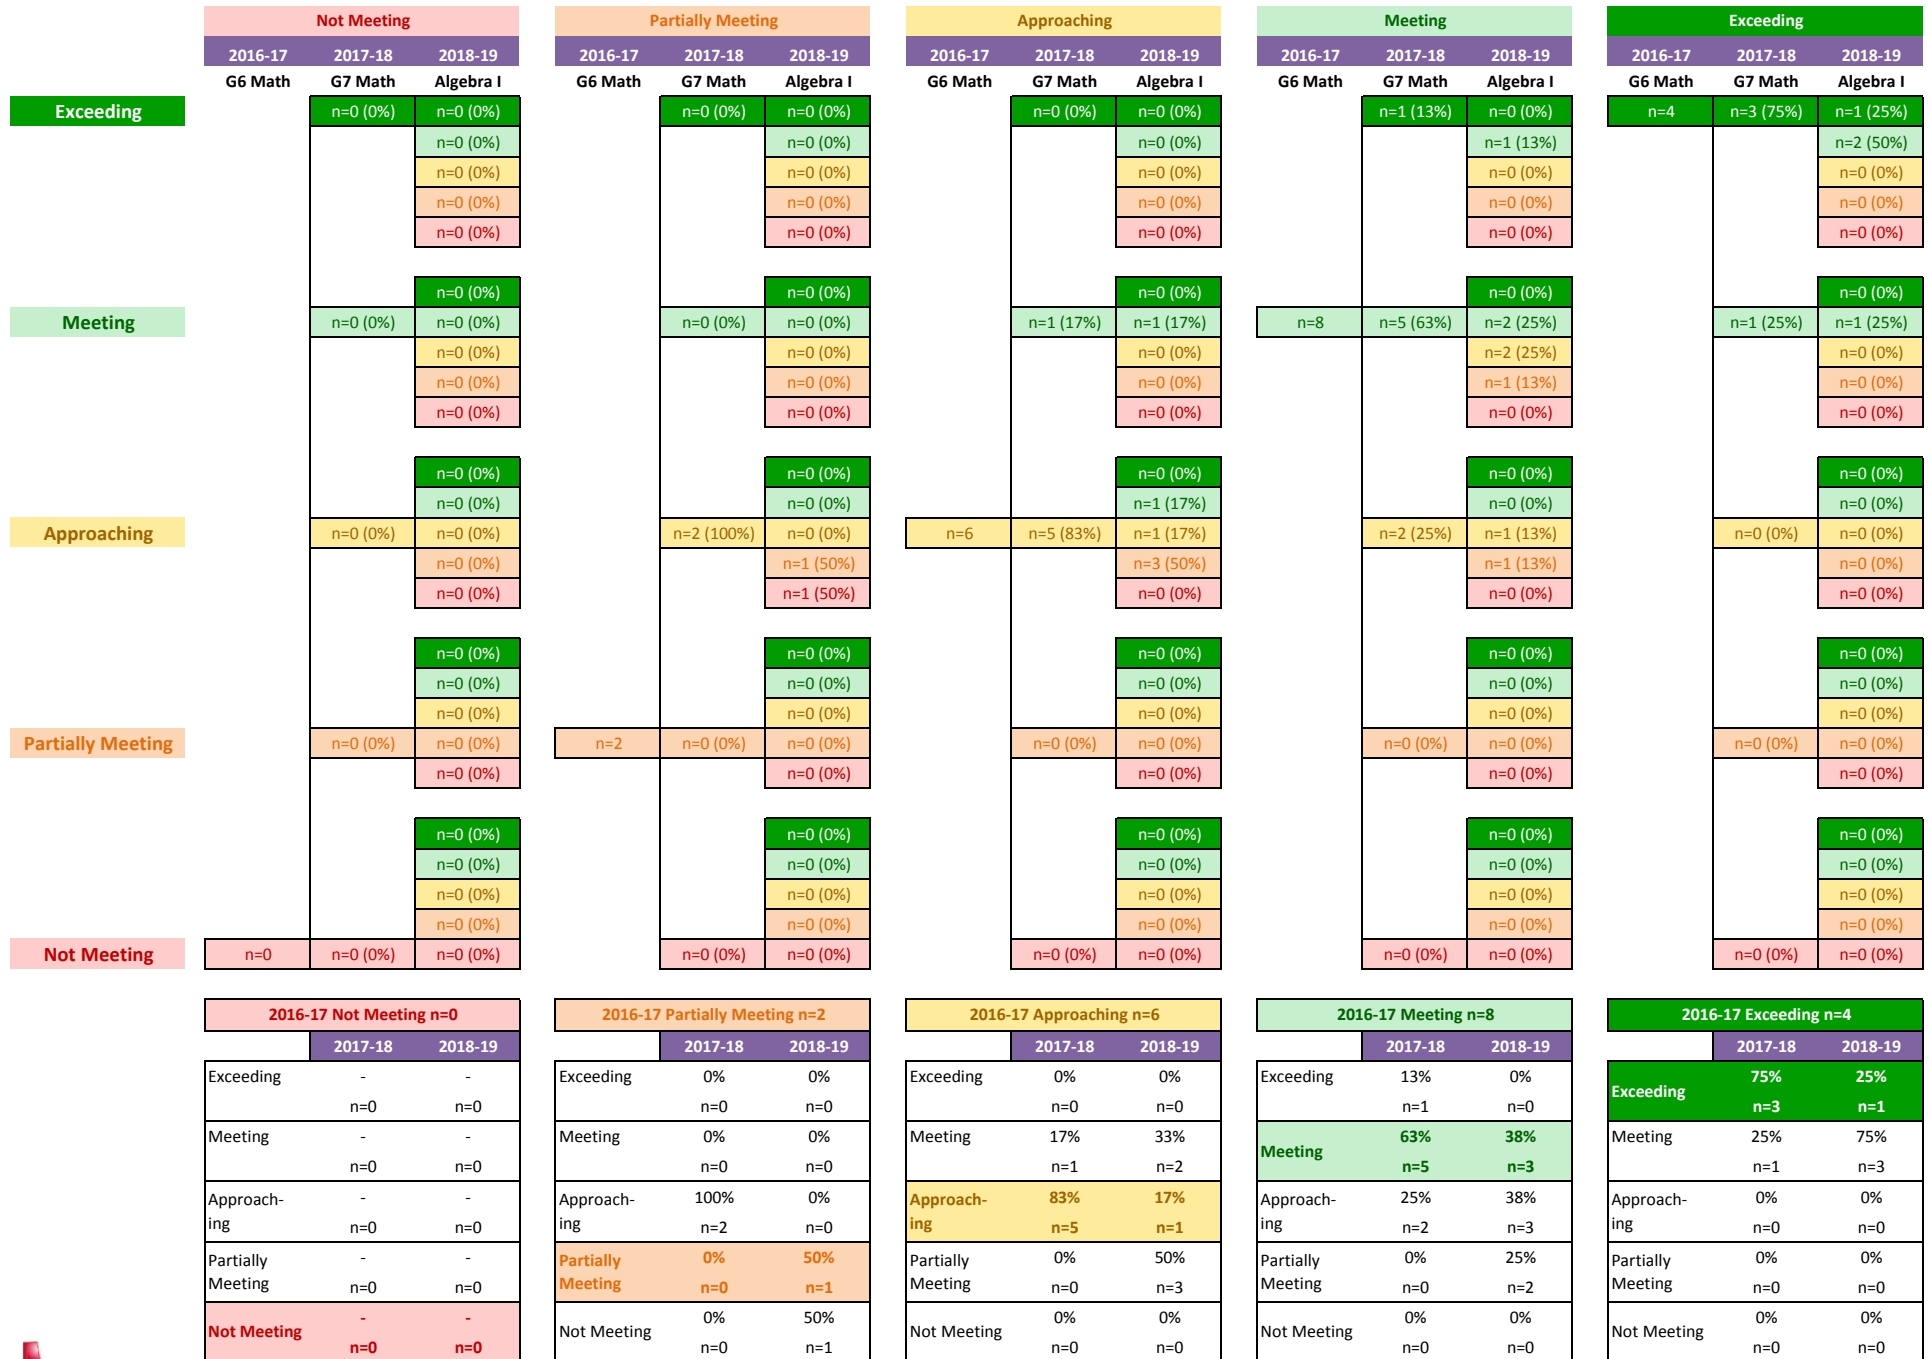 Not Meeting Partially Meeting Approaching Meeting Exceeding
2016-17 2017-18 2018-19 2016-17 2017-18 2018-19 2016-17 2017-18 2018-19 2016-17 2017-18 2018-19 2016-17 2017-18 2018-19
G6 Math G7 Math Algebra I G6 Math G7 Math Algebra I G6 Math G7 Math Algebra I G6 Math G7 Math Algebra I G6 Math G7 Math Algebra I
Exceeding n=0 (0%) n=0 (0%) n=0 (0%) n=0 (0%) n=0 (0%) n=0 (0%) n=1 (13%) n=0 (0%) n=4 n=3 (75%) n=1 (25%)
n=0 (0%) n=0 (0%) n=0 (0%) n=1 (13%) n=2 (50%)
n=0 (0%) n=0 (0%) n=0 (0%) n=0 (0%) n=0 (0%)
n=0 (0%) n=0 (0%) n=0 (0%) n=0 (0%) n=0 (0%)
n=0 (0%) n=0 (0%) n=0 (0%) n=0 (0%) n=0 (0%)
n=0 (0%) n=0 (0%) n=0 (0%) n=0 (0%) n=0 (0%)
Meeting n=0 (0%) n=0 (0%) n=0 (0%) n=0 (0%) n=1 (17%) n=1 (17%) n=8 n=5 (63%) n=2 (25%) n=1 (25%) n=1 (25%)
n=0 (0%) n=0 (0%) n=0 (0%) n=2 (25%) n=0 (0%)
n=0 (0%) n=0 (0%) n=0 (0%) n=1 (13%) n=0 (0%)
n=0 (0%) n=0 (0%) n=0 (0%) n=0 (0%) n=0 (0%)
n=0 (0%) n=0 (0%) n=0 (0%) n=0 (0%) n=0 (0%)
n=0 (0%) n=0 (0%) n=1 (17%) n=0 (0%) n=0 (0%)
Approaching n=0 (0%) n=0 (0%) n=2 (100%) n=0 (0%) n=6 n=5 (83%) n=1 (17%) n=2 (25%) n=1 (13%) n=0 (0%) n=0 (0%)
n=0 (0%) n=1 (50%) n=3 (50%) n=1 (13%) n=0 (0%)
n=0 (0%) n=1 (50%) n=0 (0%) n=0 (0%) n=0 (0%)
n=0 (0%) n=0 (0%) n=0 (0%) n=0 (0%) n=0 (0%)
n=0 (0%) n=0 (0%) n=0 (0%) n=0 (0%) n=0 (0%)
n=0 (0%) n=0 (0%) n=0 (0%) n=0 (0%) n=0 (0%)
Partially Meeting n=0 (0%) n=0 (0%) n=2 n=0 (0%) n=0 (0%) n=0 (0%) n=0 (0%) n=0 (0%) n=0 (0%) n=0 (0%) n=0 (0%)
n=0 (0%) n=0 (0%) n=0 (0%) n=0 (0%) n=0 (0%)
n=0 (0%) n=0 (0%) n=0 (0%) n=0 (0%) n=0 (0%)
n=0 (0%) n=0 (0%) n=0 (0%) n=0 (0%) n=0 (0%)
n=0 (0%) n=0 (0%) n=0 (0%) n=0 (0%) n=0 (0%)
n=0 (0%) n=0 (0%) n=0 (0%) n=0 (0%) n=0 (0%)
Not Meeting n=0 n=0 (0%) n=0 (0%) n=0 (0%) n=0 (0%) n=0 (0%) n=0 (0%) n=0 (0%) n=0 (0%) n=0 (0%) n=0 (0%)
2016-17 Not Meeting n=0 2016-17 Partially Meeting n=2 2016-17 Approaching n=6 2016-17 Meeting n=8 2016-17 Exceeding n=4
2017-18 2018-19 2017-18 2018-19 2017-18 2018-19 2017-18 2018-19 2017-18 2018-19
Exceeding - - Exceeding 0% 0% Exceeding 0% 0% Exceeding 13% 0% Exceeding 75% 25%
n=0 n=0 n=0 n=0 n=0 n=0 n=1 n=0 n=3 n=1
Meeting - - Meeting 0% 0% Meeting 17% 33% Meeting 63% 38% Meeting 25% 75%
n=0 n=0 n=0 n=0 n=1 n=2 n=5 n=3 n=1 n=3
Approach- - - Approach- 100% 0% Approach- 83% 17% Approach- 25% 38% Approach- 0% 0%
ing n=0 n=0 ing n=2 n=0 ing n=5 n=1 ing n=2 n=3 ing n=0 n=0
Partially - - Partially 0% 50% Partially 0% 50% Partially 0% 25% Partially 0% 0%
Meeting n=0 n=0 Meeting n=0 n=1 Meeting n=0 n=3 Meeting n=0 n=2 Meeting n=0 n=0
Not Meeting - - Not Meeting 0% 50% Not Meeting 0% 0% Not Meeting 0% 0% Not Meeting 0% 0%
n=0 n=0 n=0 n=1 n=0 n=0 n=0 n=0 n=0 n=0